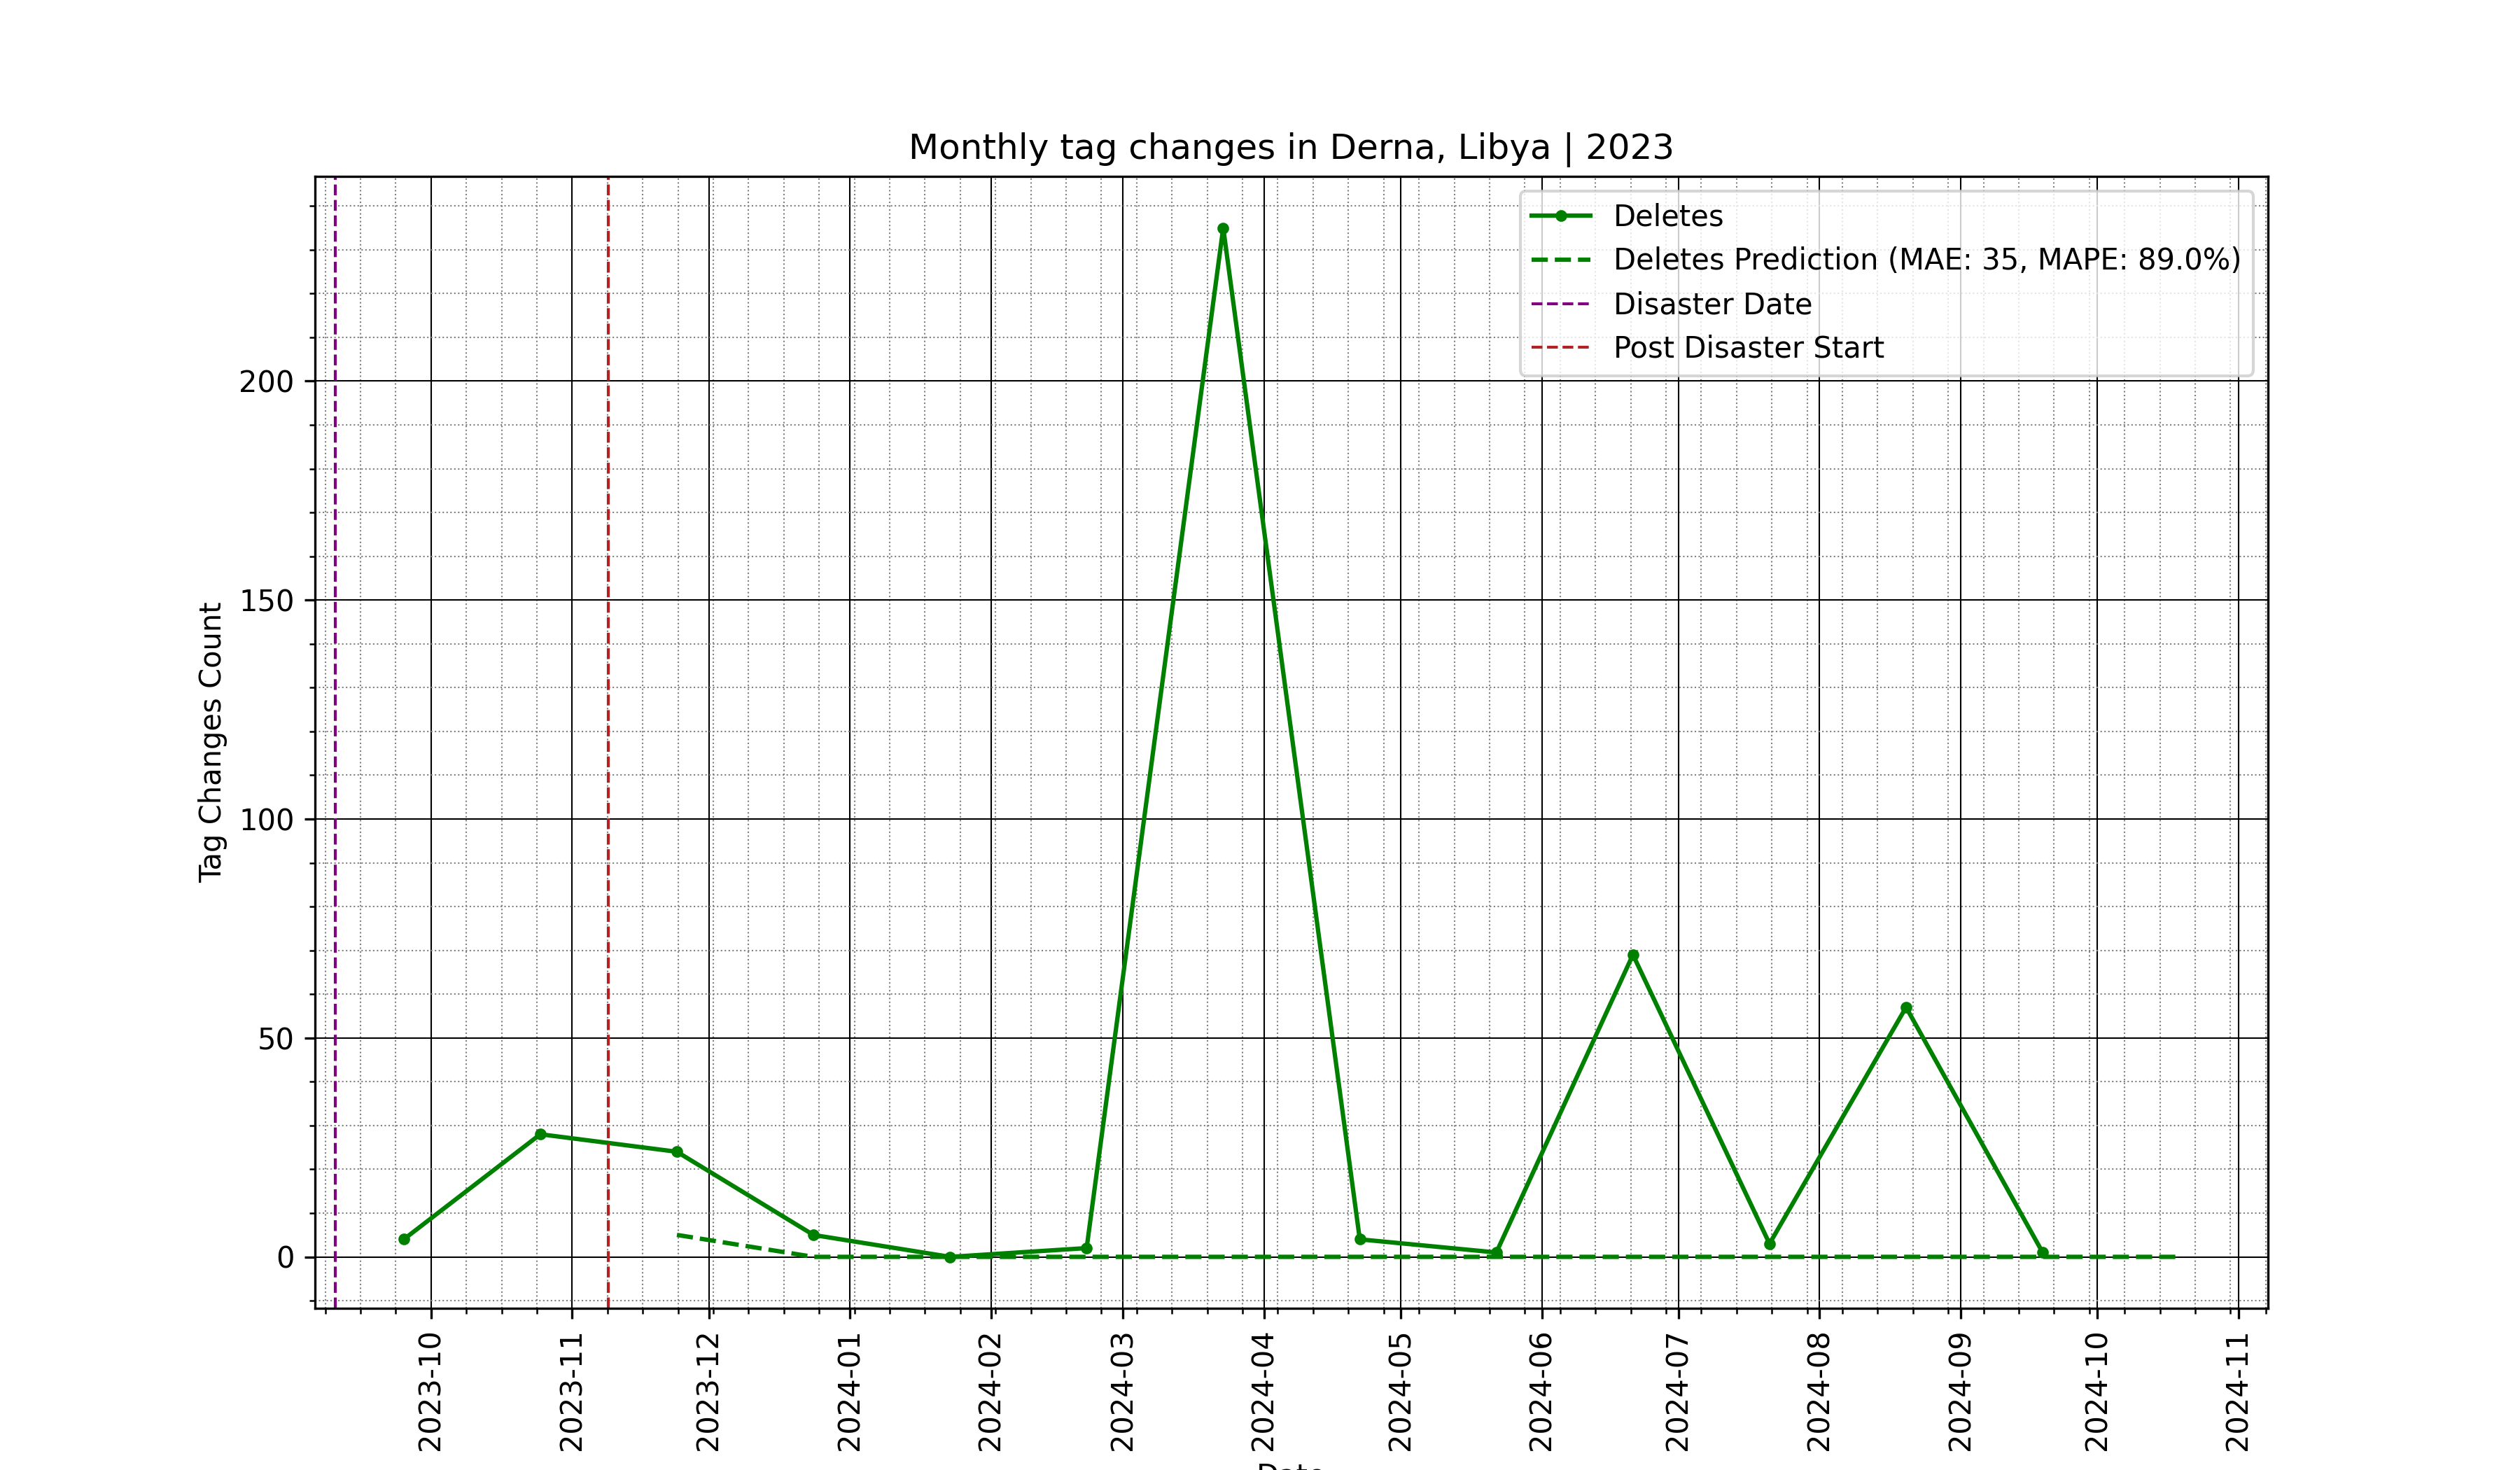 Monthly tag changes in Derna, Libya | 2023
Deletes
Deletes Prediction (MAE: 35, MAPE: 89.0%)
Disaster Date
Post Disaster Start
Tag Changes Count
200
150
100
50
0
2023-10
2023-11
2023-12
2024-01
2024-02
2024-03
2024-04
2024-05
2024-06
2024-07
2024-08
2024-09
2024-10
2024-11
Date